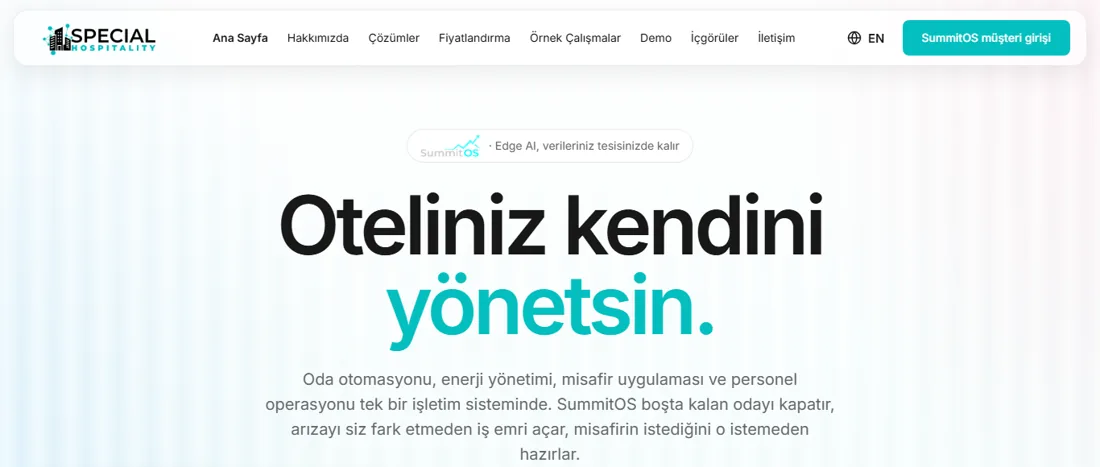 SPECIAL
HOSPITALITY
Ana Sayfa
Hakkımızda
Çözümler
Fiyatlandırma
Örnek Çalışmalar
Demo
İçgörüler
İletişim
EN
SummitOS müşteri girişi
SummitOS · Edge AI, verileriniz tesisinizde kalır
Oteliniz kendini
yönetsin.
Oda otomasyonu, enerji yönetimi, misafir uygulaması ve personel
operasyonu tek bir işletim sisteminde. SummitOS boşta kalan odayı kapatır,
arızayı siz fark etmeden iş emri açar, misafirin istediğini o istemeden
hazırlar.